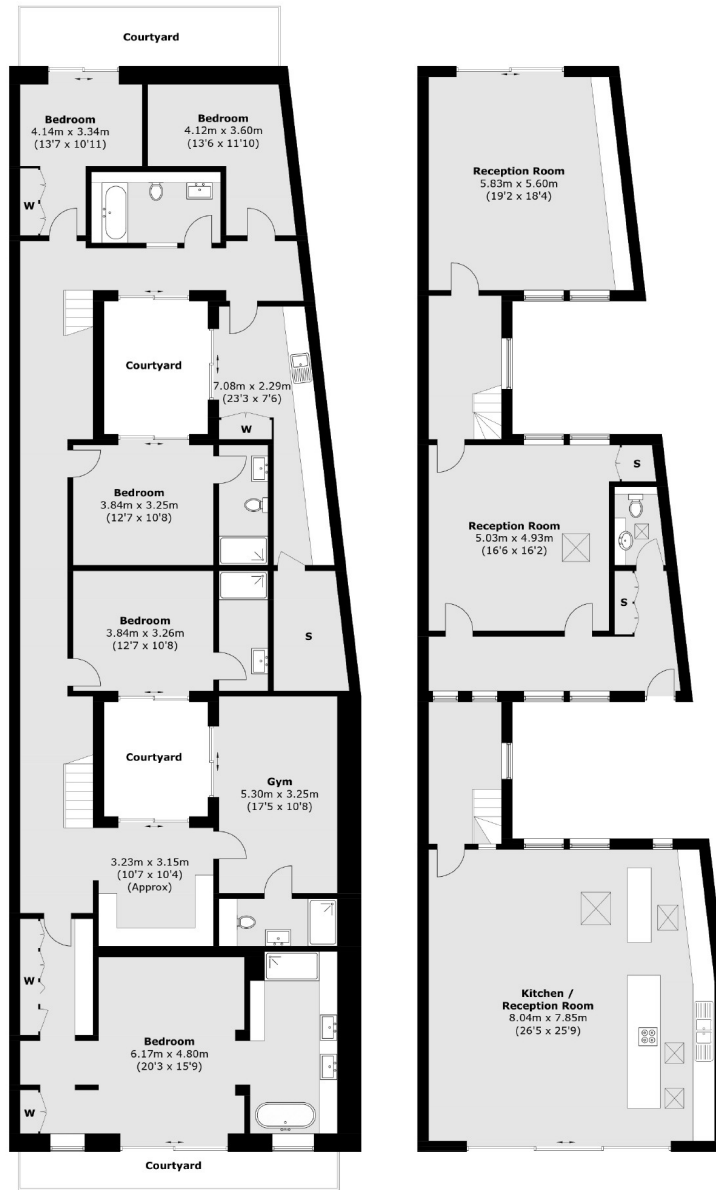 Courtyard
Bedroom
4.14m x 3.34m
(13'7 x 10'11)
Bedroom
4.12m x 3.60m
(13'6 x 11'10)
W
Courtyard
7.08m x 2.29m
(23'3 x 7'6)
W
Bedroom
3.84m x 3.25m
(12'7 x 10'8)
Bedroom
3.84m x 3.26m
(12'7 x 10'8)
S
Courtyard
Gym
5.30m x 3.25m
(17'5 x 10'8)
3.23m x 3.15m
(10'7 x 10'4)
(Approx)
W
Bedroom
6.17m x 4.80m
(20'3 x 15'9)
W
Courtyard
Reception Room
5.83m x 5.60m
(19'2 x 18'4)
S
Reception Room
5.03m x 4.93m
(16'6 x 16'2)
S
Kitchen /
Reception Room
8.04m x 7.85m
(26'5 x 25'9)